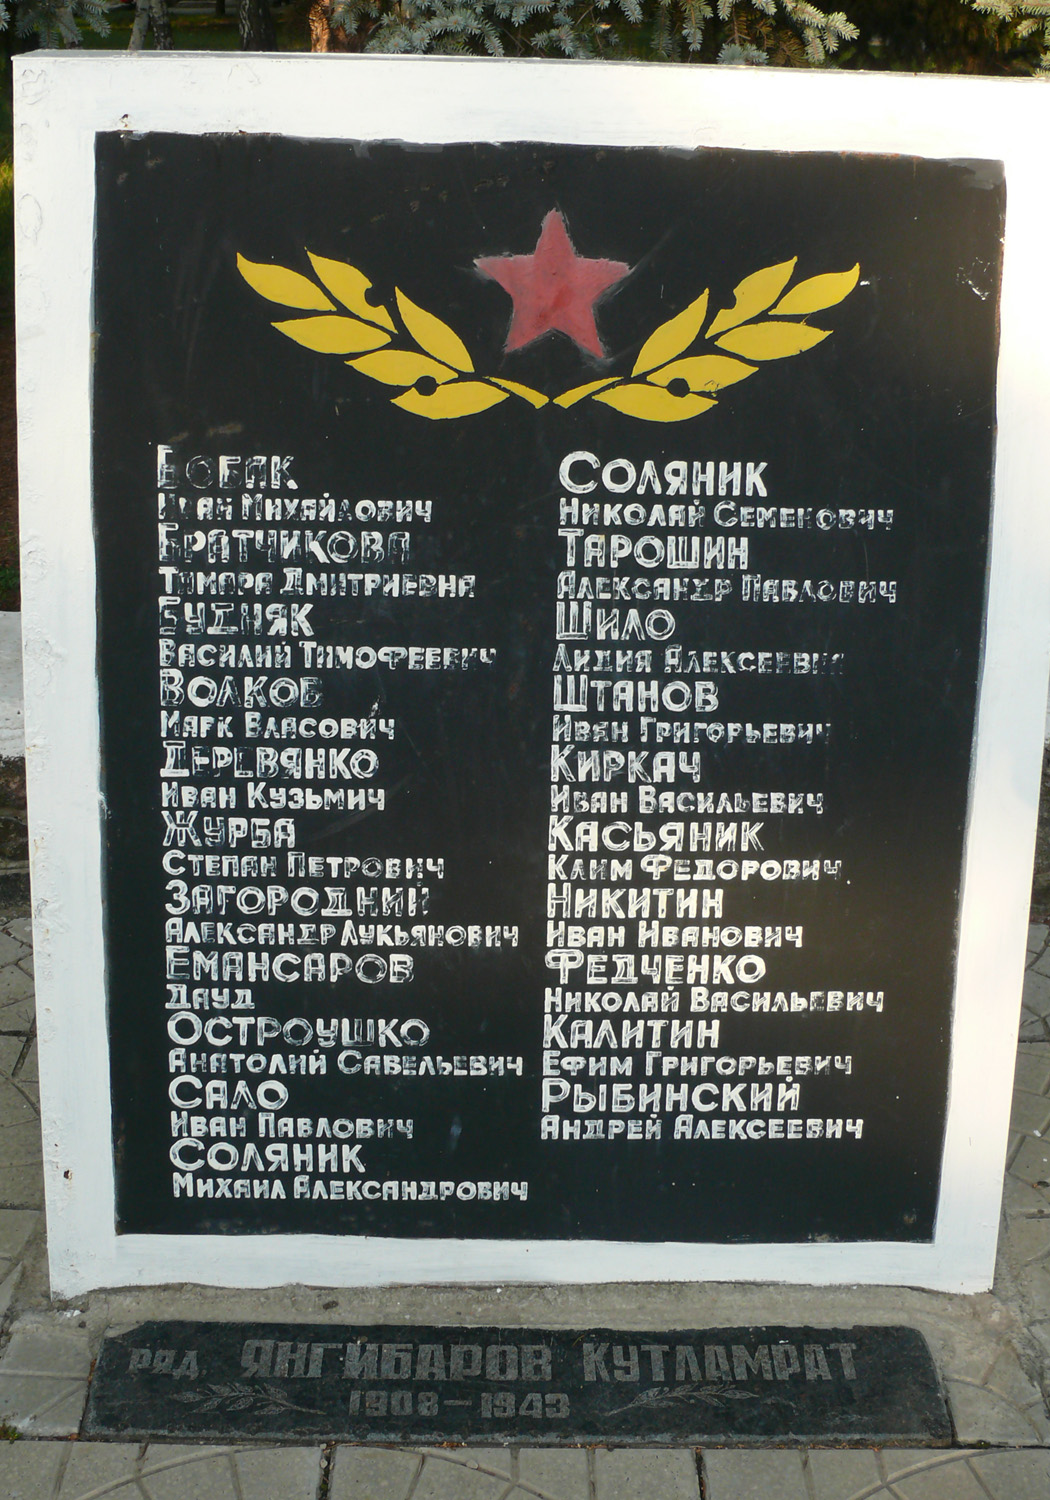 Бобяк
Иван Михайлович
Братчикова
Тамара Дмитриевна
Будняк
Василий Тимофеевич
Волков
Марк Власович
Деревянко
Иван Кузьмич
Журба
Степан Петрович
Загородний
Александр Лукьянович
Емансаров
Дауд
Остроушко
Анатолий Савельевич
Сало
Иван Павлович
Соляник
Михаил Александрович
Соляник
Николай Семенович
Тарошин
Александр Павлович
Шило
Лидия Алексеевна
Штанов
Иван Григорьевич
Киркач
Иван Васильевич
Касьяник
Клим Федорович
Никитин
Иван Иванович
Федченко
Николай Васильевич
Калитин
Ефим Григорьевич
Рыбинский
Андрей Алексеевич
ряд. ЯНГИБАРОВ КУТЛАМРАТ
1908-1943